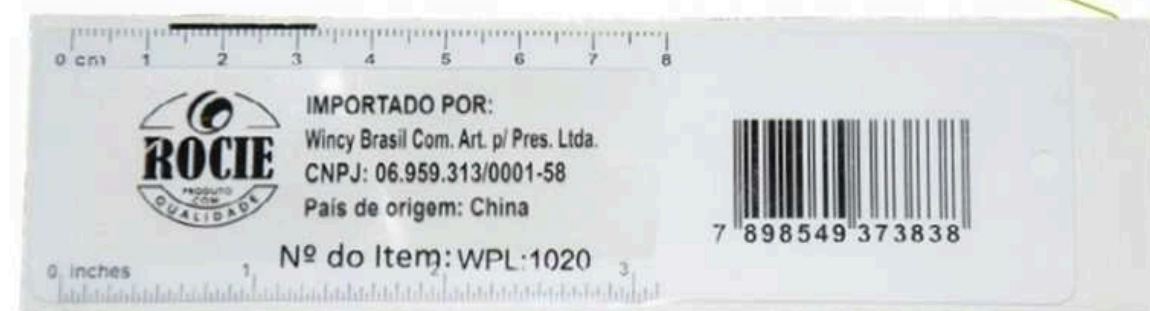 0 cm 1 2 3 4 5 6 7 8
ROCIE
PRODUTO
COM
QUALIDADE
IMPORTADO POR:
Wincy Brasil Com. Art. p/ Pres. Ltda.
CNPJ: 06.959.313/0001-58
País de origem: China
Nº do Item: WPL:1020
0 inches 1 2 3
7 898549 373838